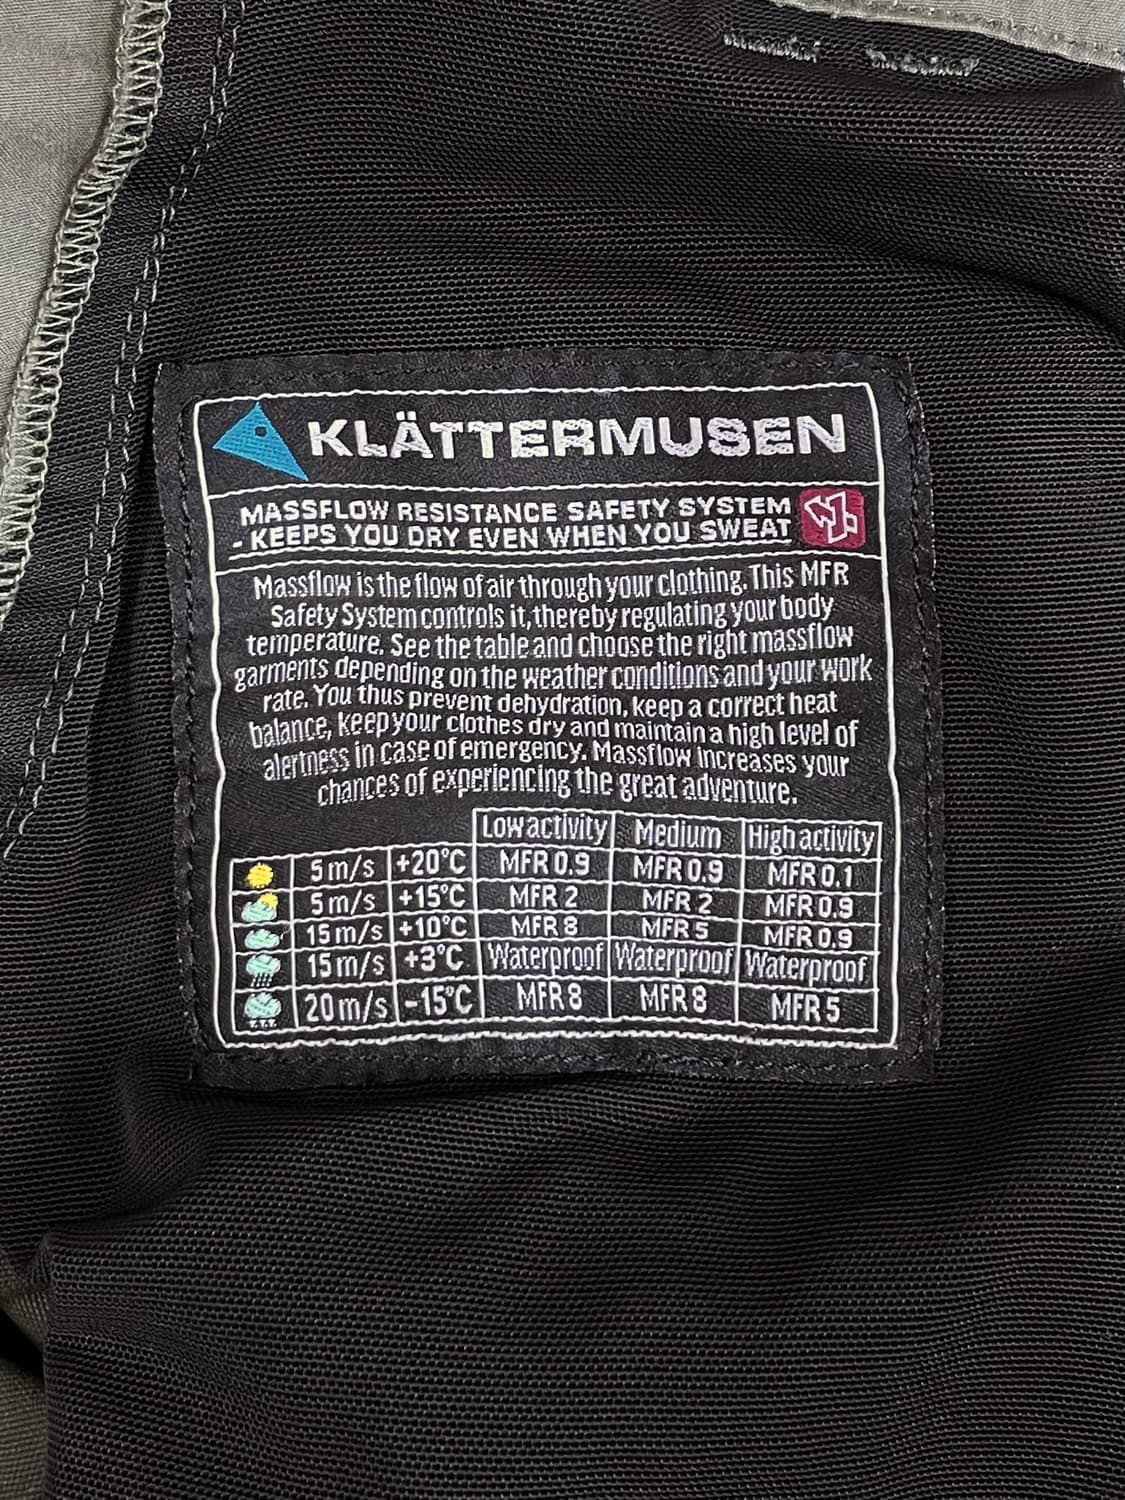 KLÄTTERMUSEN
MASSFLOW RESISTANCE SAFETY SYSTEM
- KEEPS YOU DRY EVEN WHEN YOU SWEAT
Massflow is the flow of air through your clothing. This MFR
Safety System controls it, thereby regulating your body
temperature. See the table and choose the right massflow
garments depending on the weather conditions and your work
rate. You thus prevent dehydration, keep a correct heat
balance, keep your clothes dry and maintain a high level of
alertness in case of emergency. Massflow increases your
chances of experiencing the great adventure.
Low activity Medium High activity
5 m/s +20°C MFR 0.9 MFR 0.9 MFR 0.1
5 m/s +15°C MFR 2 MFR 2 MFR 0.9
15 m/s +10°C MFR 8 MFR 5 MFR 0.9
15 m/s +3°C Waterproof Waterproof Waterproof
20 m/s -15°C MFR 8 MFR 8 MFR 5